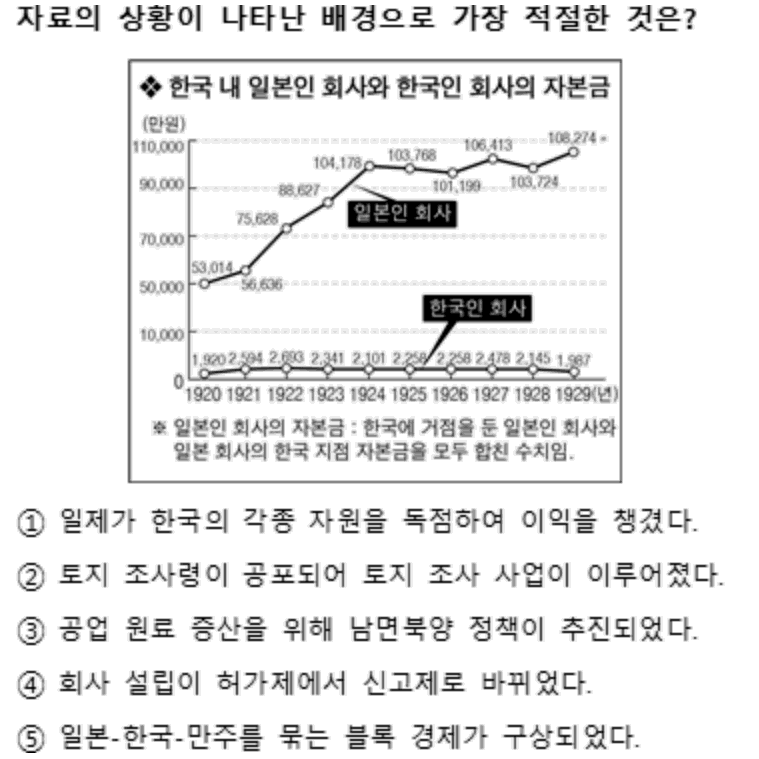 자료의 상황이 나타난 배경으로 가장 적절한 것은?
❖ 한국 내 일본인 회사와 한국인 회사의 자본금
(만원)
110,000
90,000
70,000
50,000
10,000
0
53,014
56,636
75,628
88,627
104,178
103,768
101,199
106,413
103,724
108,274
일본인 회사
한국인 회사
1,920 2,594 2,693 2,341 2,101 2,258 2,258 2,478 2,145 1,987
1920 1921 1922 1923 1924 1925 1926 1927 1928 1929(년)
※ 일본인 회사의 자본금 : 한국에 거점을 둔 일본인 회사와
일본 회사의 한국 지점 자본금을 모두 합친 수치임.
① 일제가 한국의 각종 자원을 독점하여 이익을 챙겼다.
② 토지 조사령이 공포되어 토지 조사 사업이 이루어졌다.
③ 공업 원료 증산을 위해 남면북양 정책이 추진되었다.
④ 회사 설립이 허가제에서 신고제로 바뀌었다.
⑤ 일본-한국-만주를 묶는 블록 경제가 구상되었다.